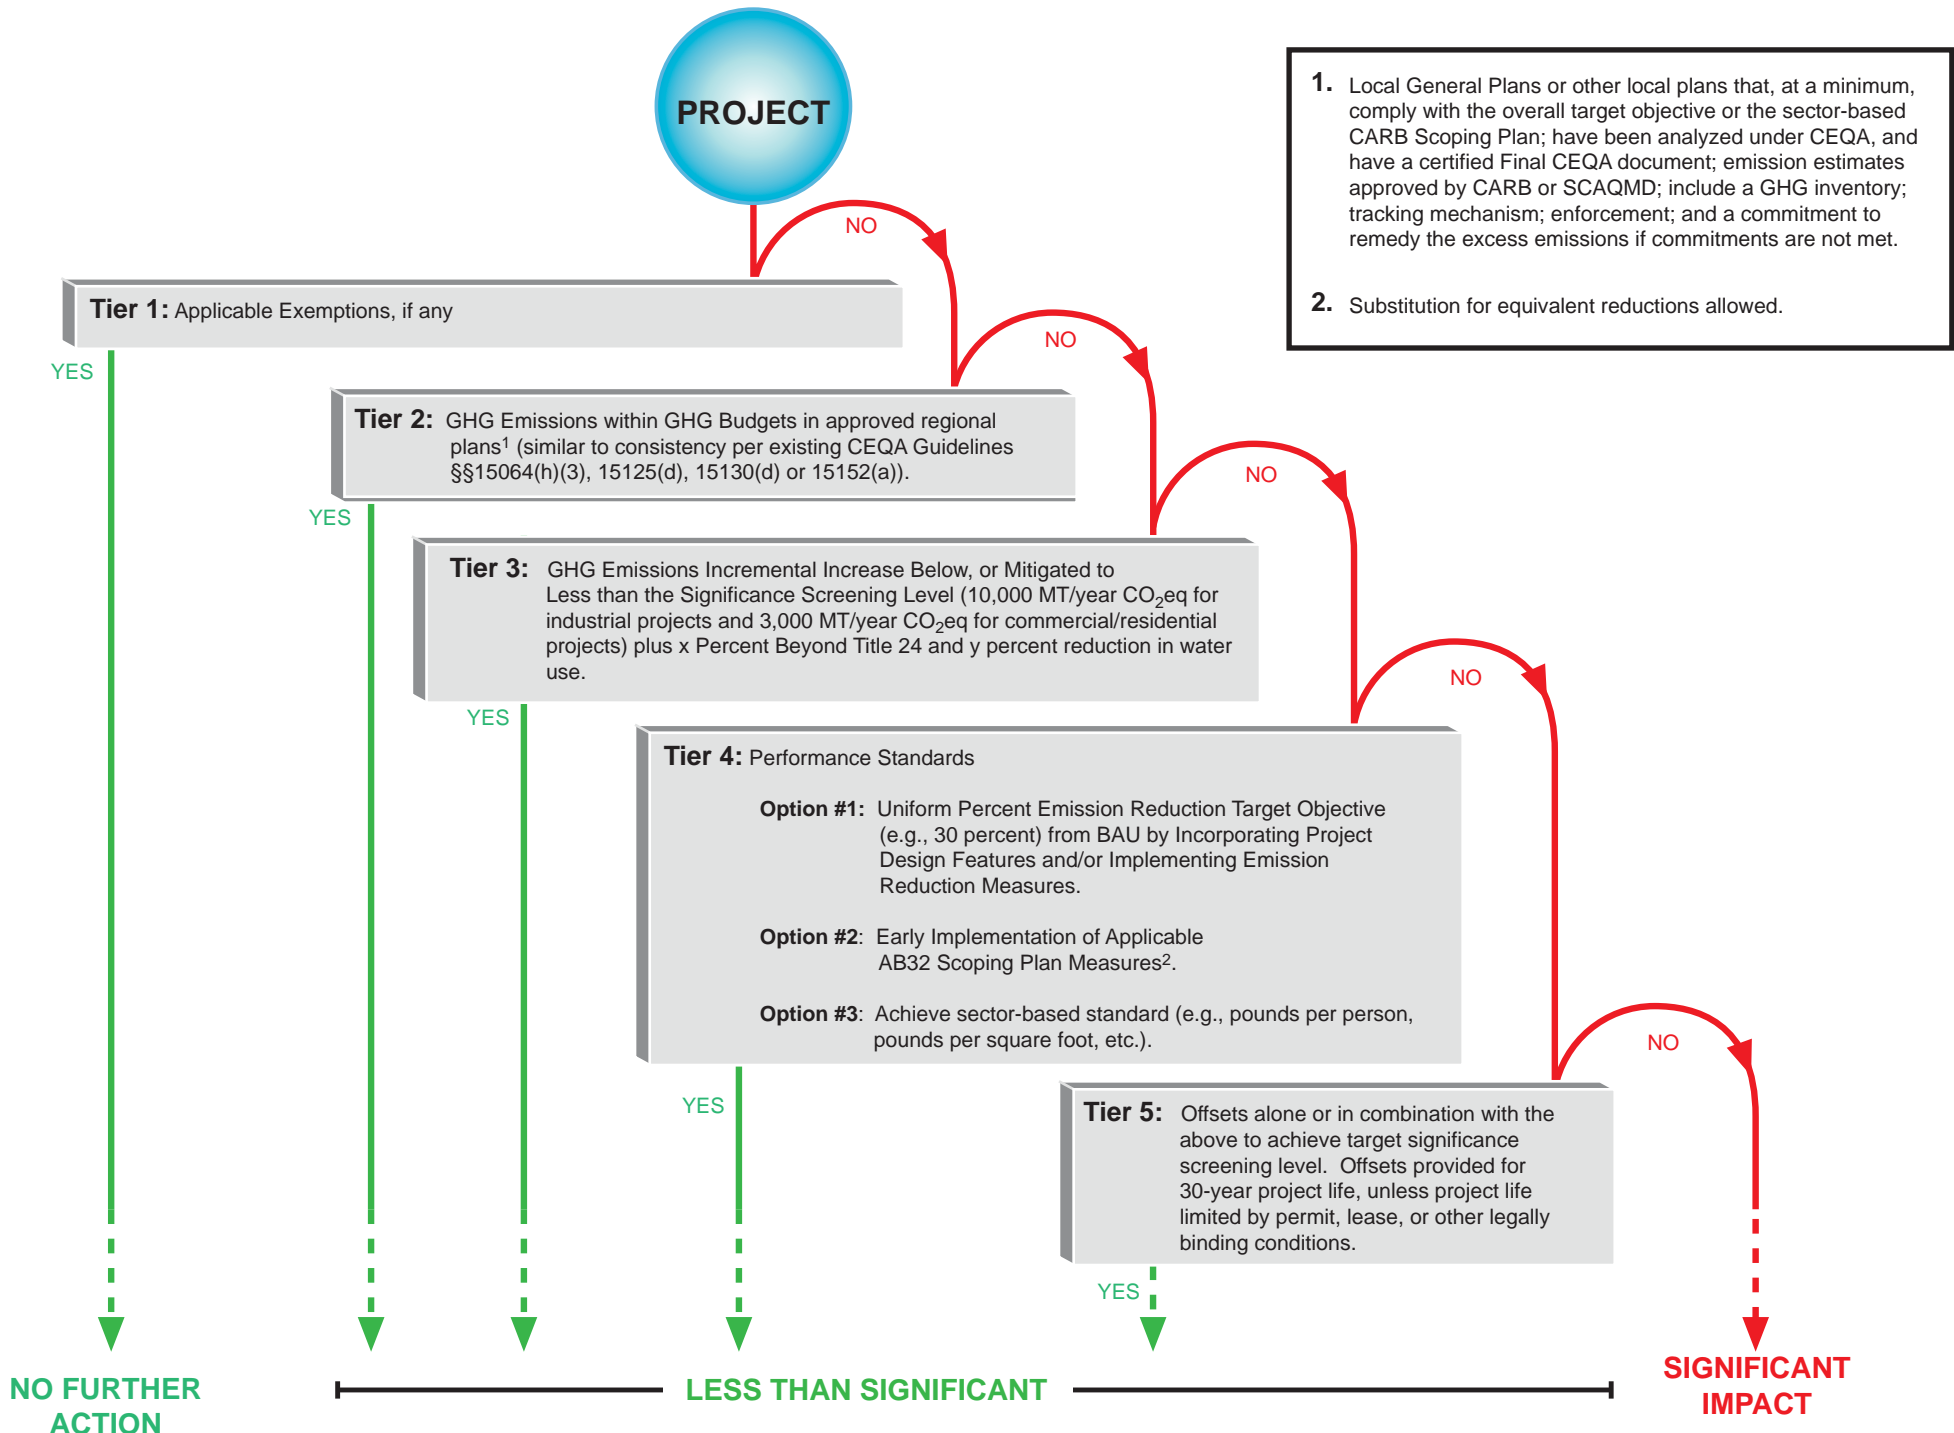 PROJECT
1. Local General Plans or other local plans that, at a minimum,
comply with the overall target objective or the sector-based
CARB Scoping Plan; have been analyzed under CEQA, and
have a certified Final CEQA document; emission estimates
approved by CARB or SCAQMD; include a GHG inventory;
tracking mechanism; enforcement; and a commitment to
remedy the excess emissions if commitments are not met.
2. Substitution for equivalent reductions allowed.
NO
Tier 1: Applicable Exemptions, if any
YES
NO
Tier 2: GHG Emissions within GHG Budgets in approved regional
plans¹ (similar to consistency per existing CEQA Guidelines
§§15064(h)(3), 15125(d), 15130(d) or 15152(a)).
YES
NO
Tier 3: GHG Emissions Incremental Increase Below, or Mitigated to
Less than the Significance Screening Level (10,000 MT/year CO₂eq for
industrial projects and 3,000 MT/year CO₂eq for commercial/residential
projects) plus x Percent Beyond Title 24 and y percent reduction in water
use.
YES
NO
Tier 4: Performance Standards
Option #1: Uniform Percent Emission Reduction Target Objective
(e.g., 30 percent) from BAU by Incorporating Project
Design Features and/or Implementing Emission
Reduction Measures.
Option #2: Early Implementation of Applicable
AB32 Scoping Plan Measures².
Option #3: Achieve sector-based standard (e.g., pounds per person,
pounds per square foot, etc.).
YES
NO
Tier 5: Offsets alone or in combination with the
above to achieve target significance
screening level. Offsets provided for
30-year project life, unless project life
limited by permit, lease, or other legally
binding conditions.
YES
NO FURTHER
ACTION
LESS THAN SIGNIFICANT
SIGNIFICANT
IMPACT